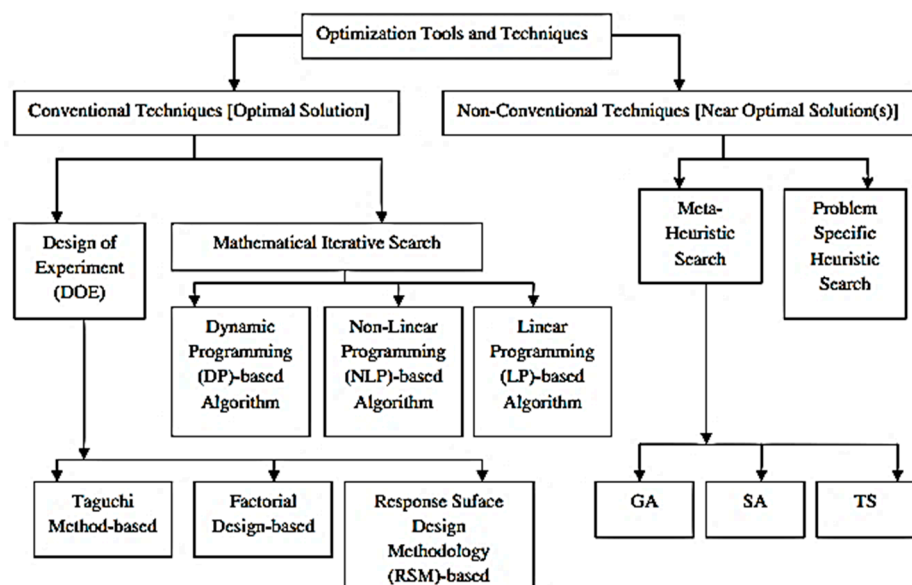 Optimization Tools and Techniques
Conventional Techniques [Optimal Solution]
Non-Conventional Techniques [Near Optimal Solution(s)]
Design of
Experiment
(DOE)
Mathematical Iterative Search
Meta-
Heuristic
Search
Problem
Specific
Heuristic
Search
Dynamic
Programming
(DP)-based
Algorithm
Non-Linear
Programming
(NLP)-based
Algorithm
Linear
Programming
(LP)-based
Algorithm
Taguchi
Method-based
Factorial
Design-based
Response Suface
Design
Methodology
(RSM)-based
GA
SA
TS